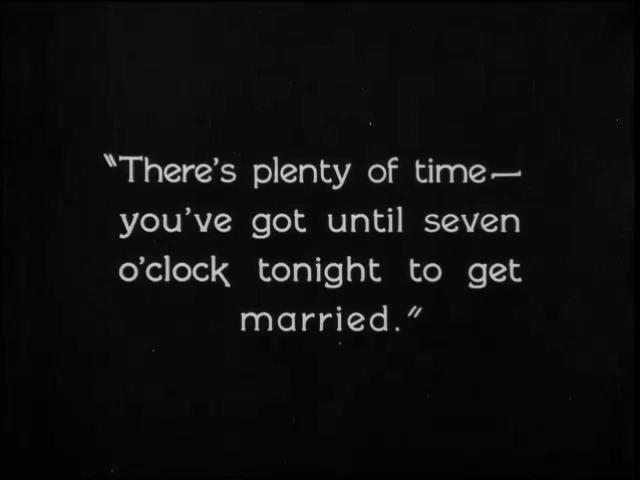 "There's plenty of time—
you've got until seven
o'clock tonight to get
married."